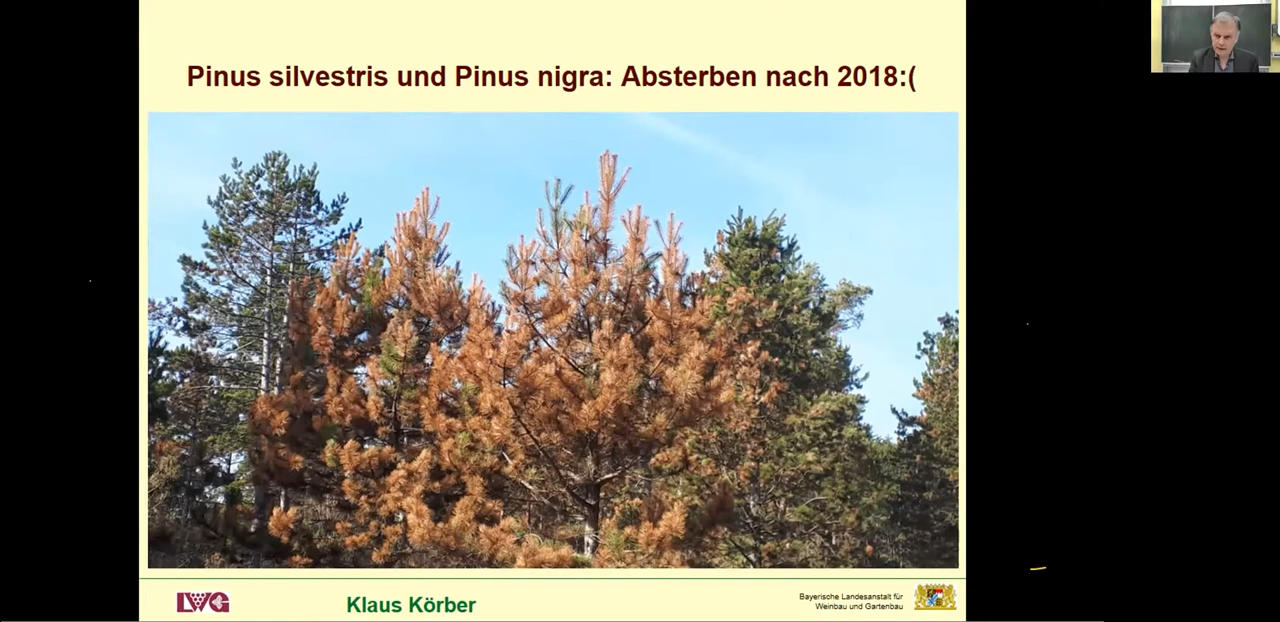 Pinus silvestris und Pinus nigra: Absterben nach 2018:(
LWG
Klaus Körber
Bayerische Landesanstalt für
Weinbau und Gartenbau